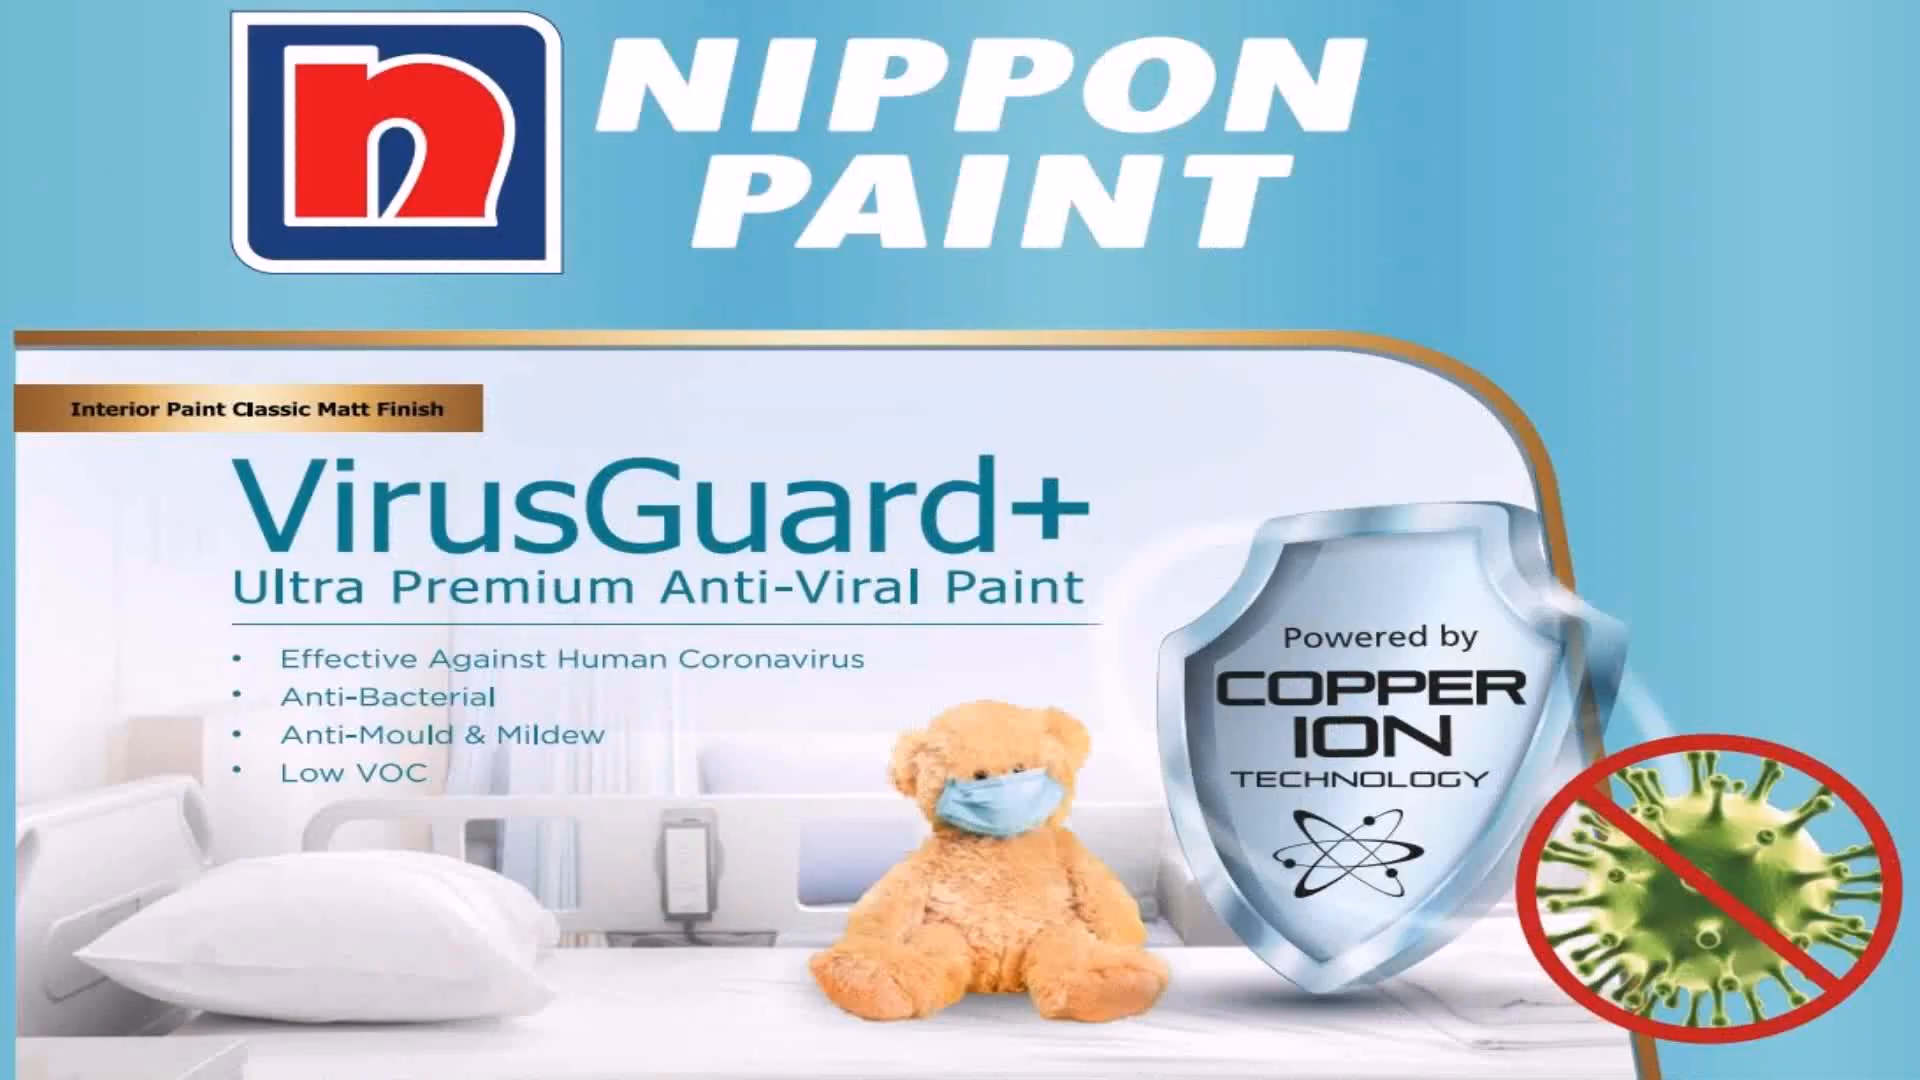 n
NIPPON
PAINT
Interior Paint Classic Matt Finish
VirusGuard+
Ultra Premium Anti-Viral Paint
• Effective Against Human Coronavirus
• Anti-Bacterial
• Anti-Mould & Mildew
• Low VOC
Powered by
COPPER
ION
TECHNOLOGY